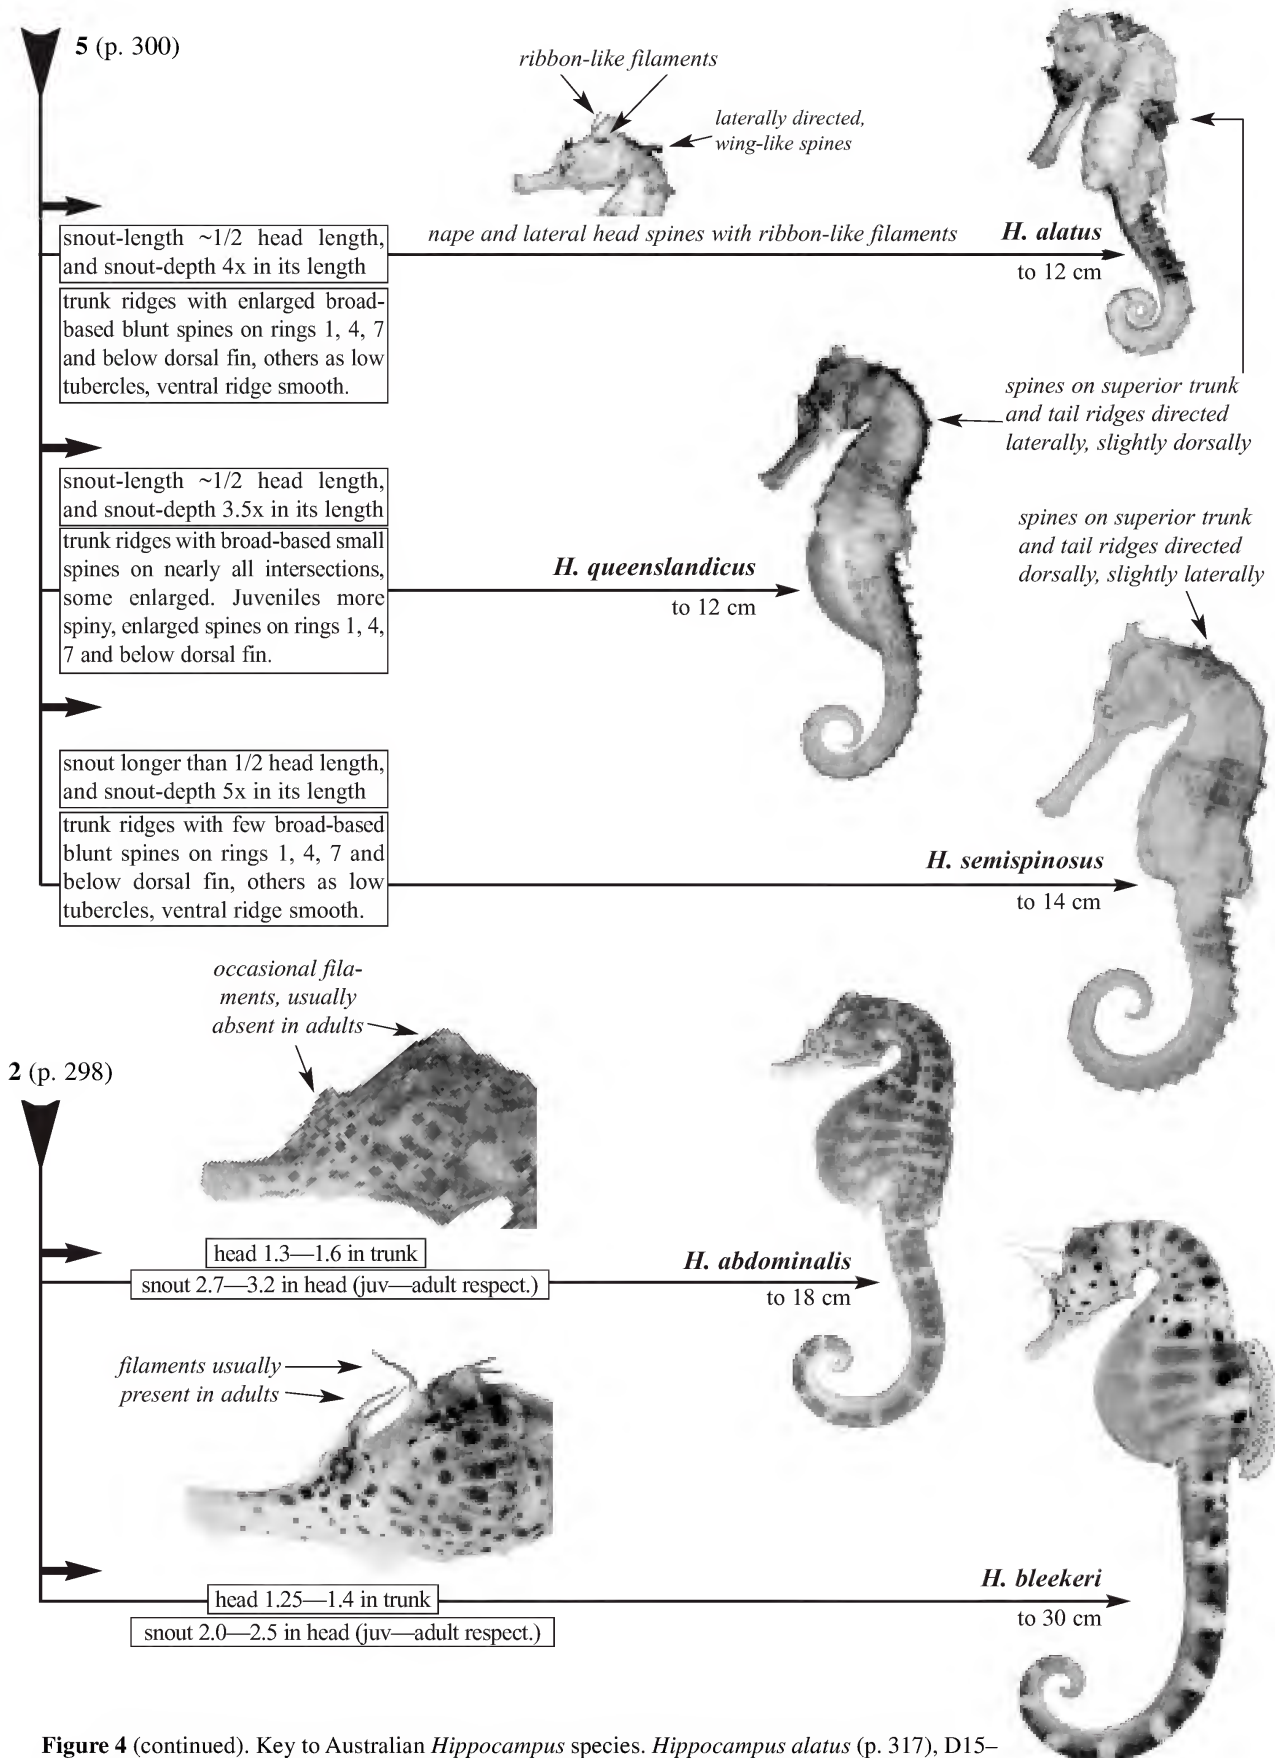 5 (p. 300)
ribbon-like filaments
laterally directed,
wing-like spines
snout-length ~1/2 head length,
and snout-depth 4x in its length
nape and lateral head spines with ribbon-like filaments
H. alatus
to 12 cm
trunk ridges with enlarged broad-
based blunt spines on rings 1, 4, 7
and below dorsal fin, others as low
tubercles, ventral ridge smooth.
spines on superior trunk
and tail ridges directed
laterally, slightly dorsally
snout-length ~1/2 head length,
and snout-depth 3.5x in its length
trunk ridges with broad-based small
spines on nearly all intersections,
some enlarged. Juveniles more
spiny, enlarged spines on rings 1, 4,
7 and below dorsal fin.
H. queenslandicus
to 12 cm
spines on superior trunk
and tail ridges directed
dorsally, slightly laterally
snout longer than 1/2 head length,
and snout-depth 5x in its length
trunk ridges with few broad-based
blunt spines on rings 1, 4, 7 and
below dorsal fin, others as low
tubercles, ventral ridge smooth.
H. semispinosus
to 14 cm
occasional fila-
ments, usually
absent in adults
2 (p. 298)
head 1.3—1.6 in trunk
snout 2.7—3.2 in head (juv—adult respect.)
H. abdominalis
to 18 cm
filaments usually
present in adults
head 1.25—1.4 in trunk
snout 2.0—2.5 in head (juv—adult respect.)
H. bleekeri
to 30 cm
Figure 4 (continued). Key to Australian Hippocampus species. Hippocampus alatus (p. 317), D15–